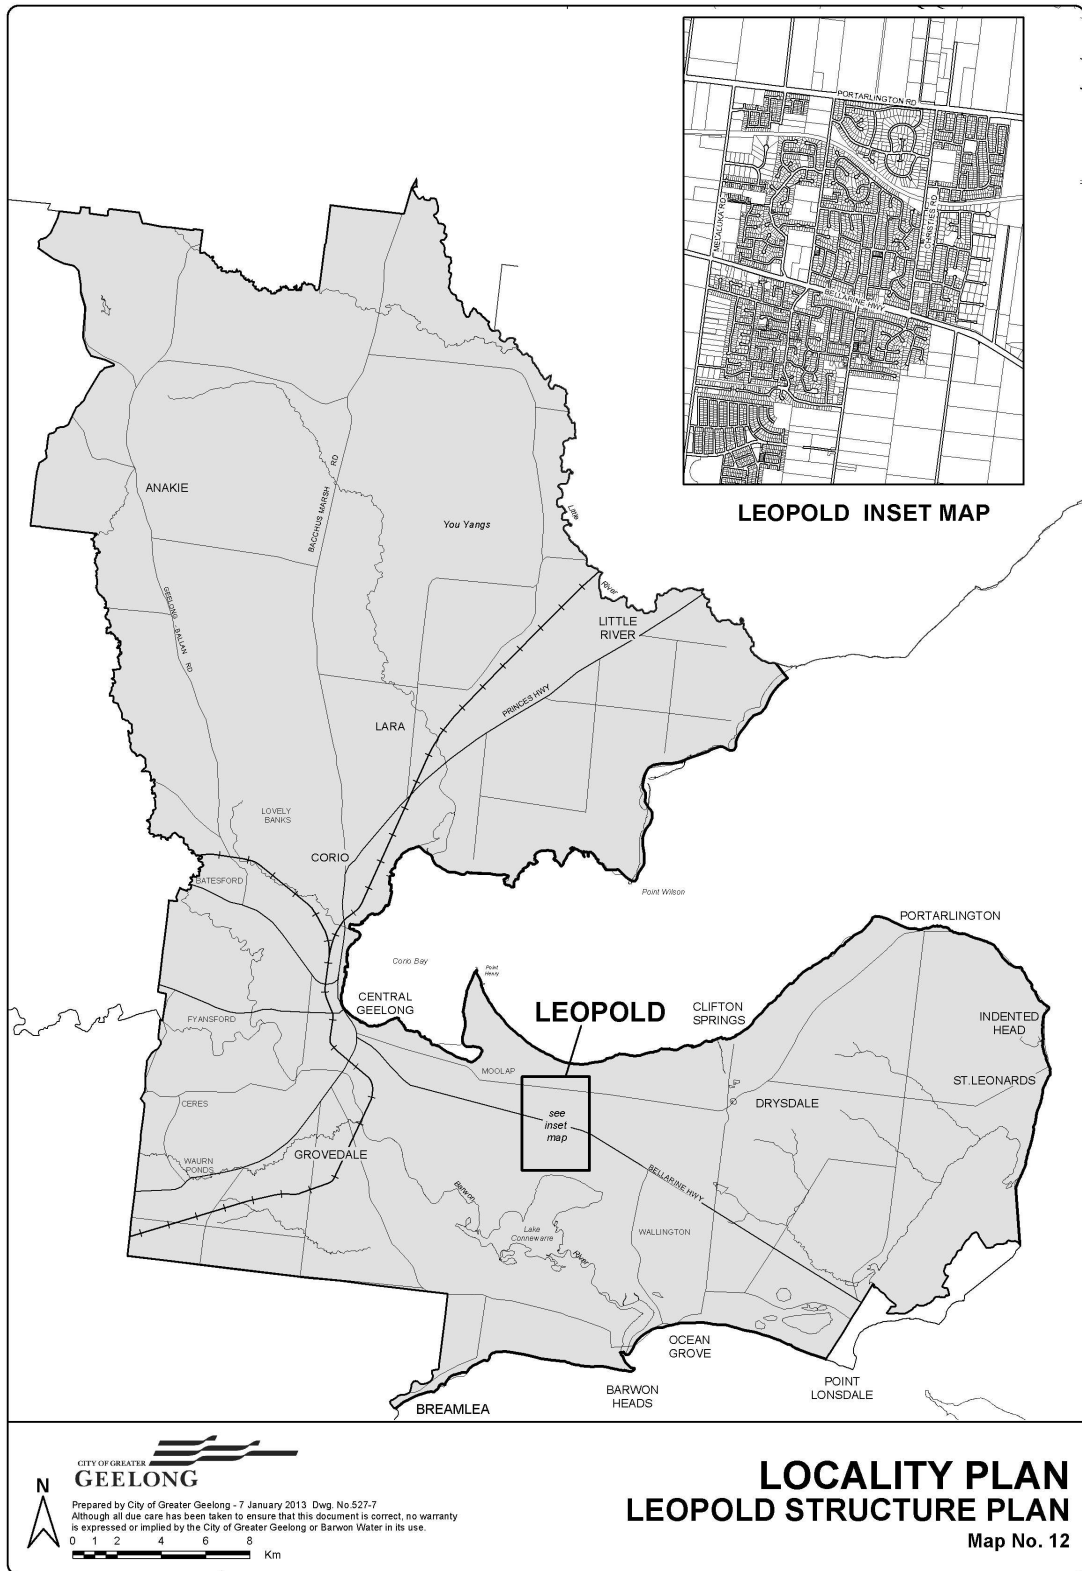 PORTARLINGTON RD
MELALUKA RD
CHRISTIES RD
BELLARINE HWY
LEOPOLD INSET MAP
ANAKIE
BACCHUS MARSH RD
You Yangs
Little River
GEELONG - BALLAN RD
LITTLE
RIVER
PRINCES HWY
LARA
LOVELY
BANKS
CORIO
BATESFORD
Point Wilson
PORTARLINGTON
Corio Bay
Point
Henry
CENTRAL
GEELONG
LEOPOLD
CLIFTON
SPRINGS
INDENTED
HEAD
FYANSFORD
MOOLAP
ST.LEONARDS
CERES
see
inset
map
DRYSDALE
WAURN
PONDS
GROVEDALE
BELLARINE HWY
Barwon River
Lake
Connewarre
WALLINGTON
OCEAN
GROVE
POINT
LONSDALE
BARWON
HEADS
BREAMLEA
CITY OF GREATER
GEELONG
N
Prepared by City of Greater Geelong - 7 January 2013 Dwg. No.527-7
Although all due care has been taken to ensure that this document is correct, no warranty
is expressed or implied by the City of Greater Geelong or Barwon Water in its use.
0 1 2 4 6 8
Km
LOCALITY PLAN
LEOPOLD STRUCTURE PLAN
Map No. 12